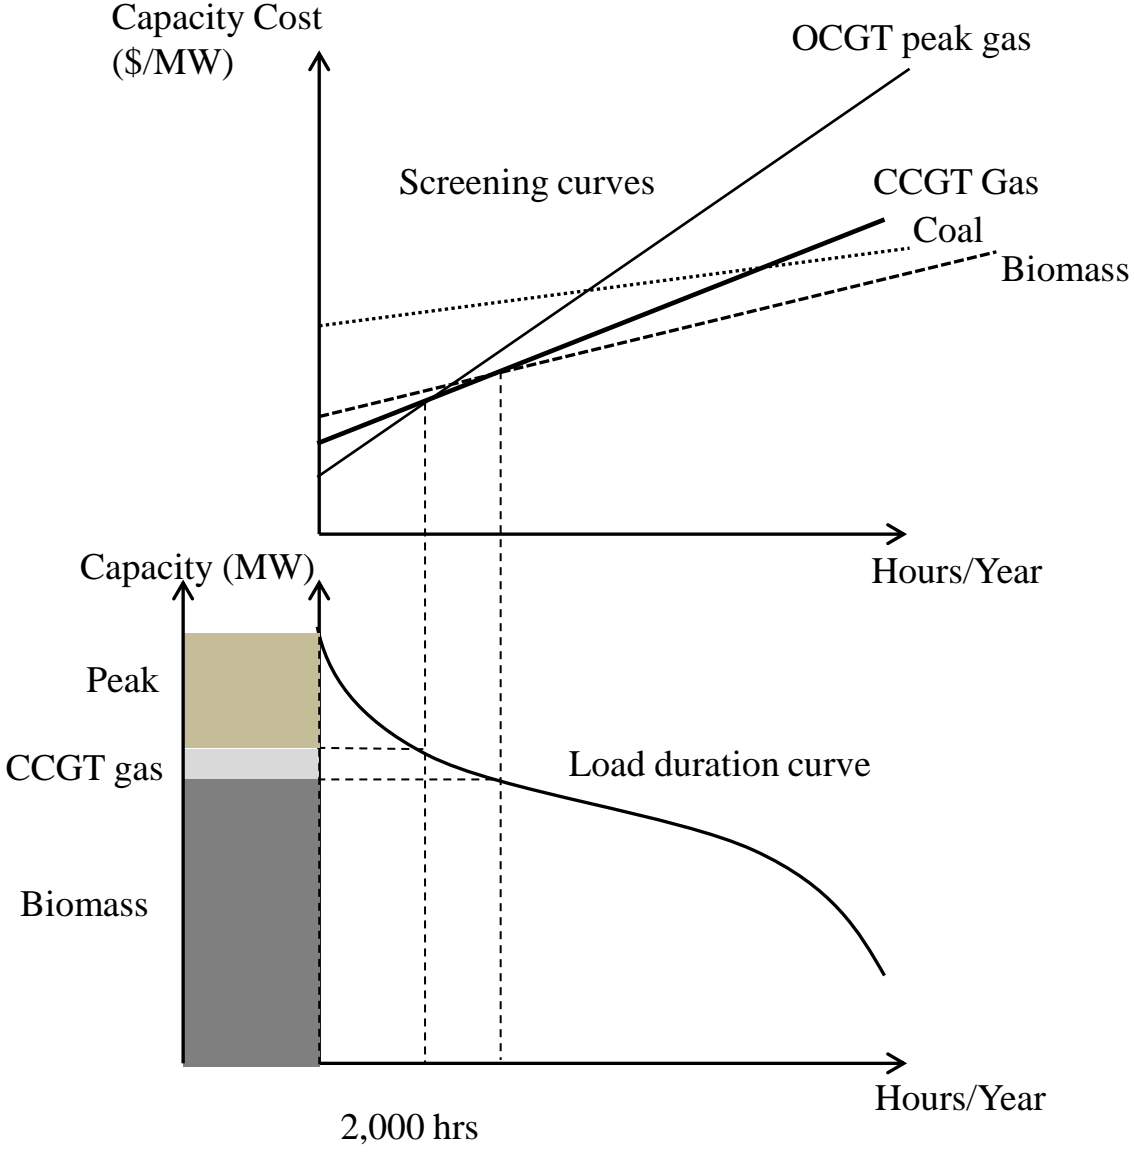 Capacity Cost
($/MW)
OCGT peak gas
Screening curves
CCGT Gas
Coal
Biomass
Hours/Year
Capacity (MW)
Peak
CCGT gas
Load duration curve
Biomass
Hours/Year
2,000 hrs